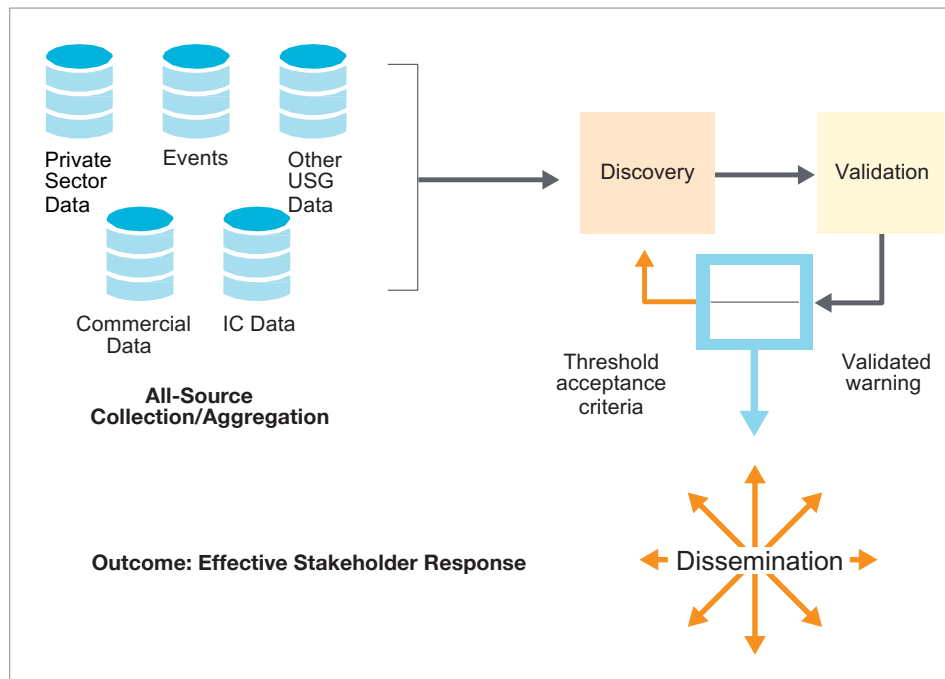 Private
Sector
Data
Events
Other
USG
Data
Commercial
Data
IC Data
All-Source
Collection/Aggregation
Discovery
Validation
Threshold
acceptance
criteria
Validated
warning
Outcome: Effective Stakeholder Response
Dissemination